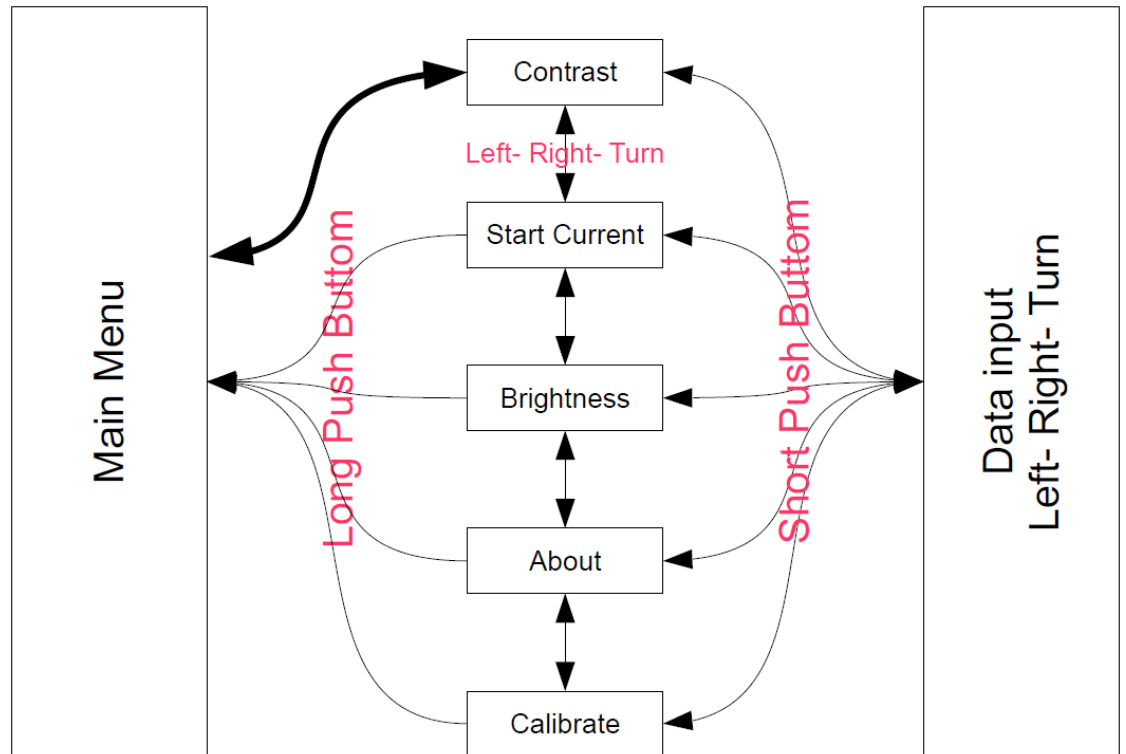 Main Menu
Long Push Buttom
Contrast
Left- Right- Turn
Start Current
Brightness
About
Calibrate
Short Push Buttom
Data input
Left- Right- Turn